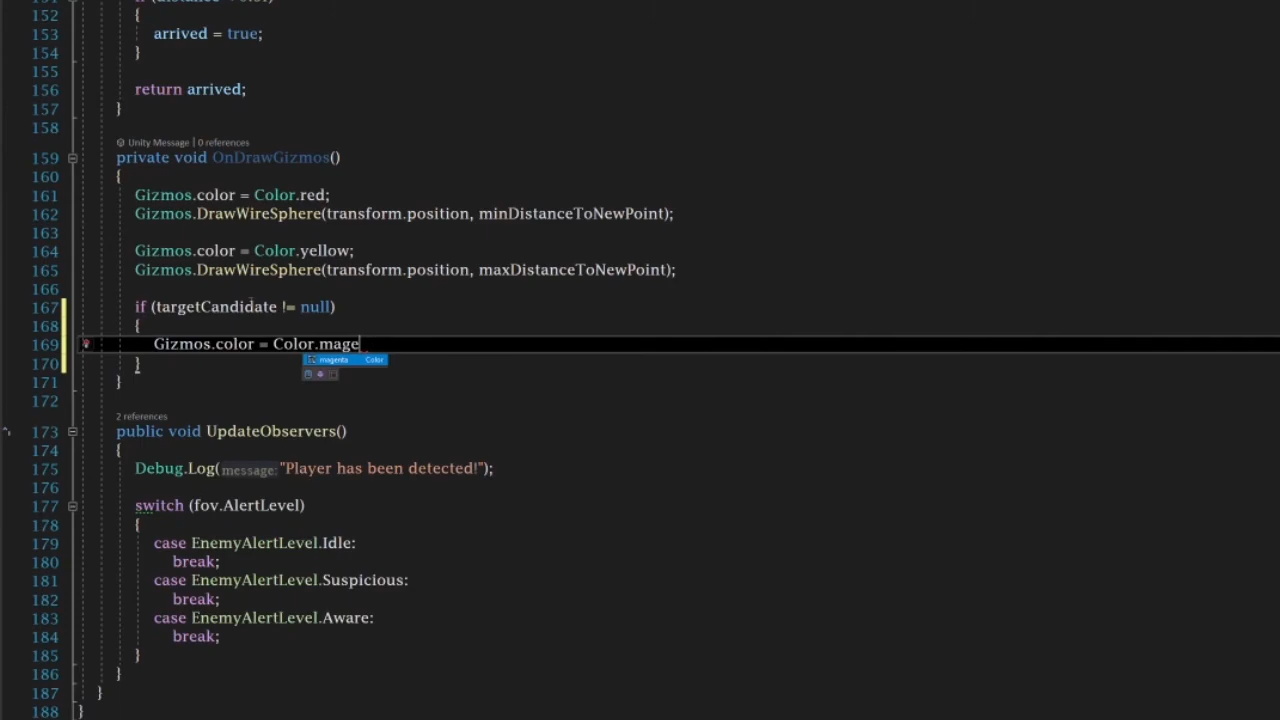 152 {
153 arrived = true;
154 }
155
156 return arrived;
157 }
158
Unity Message | 0 references
159 private void OnDrawGizmos()
160 {
161 Gizmos.color = Color.red;
162 Gizmos.DrawWireSphere(transform.position, minDistanceToNewPoint);
163
164 Gizmos.color = Color.yellow;
165 Gizmos.DrawWireSphere(transform.position, maxDistanceToNewPoint);
166
167 if (targetCandidate != null)
168 {
169 Gizmos.color = Color.mage
magenta Color
170 }
171 }
172
2 references
173 public void UpdateObservers()
174 {
175 Debug.Log(message: "Player has been detected!");
176
177 switch (fov.AlertLevel)
178 {
179 case EnemyAlertLevel.Idle:
180 break;
181 case EnemyAlertLevel.Suspicious:
182 break;
183 case EnemyAlertLevel.Aware:
184 break;
185 }
186 }
187 }
188 }